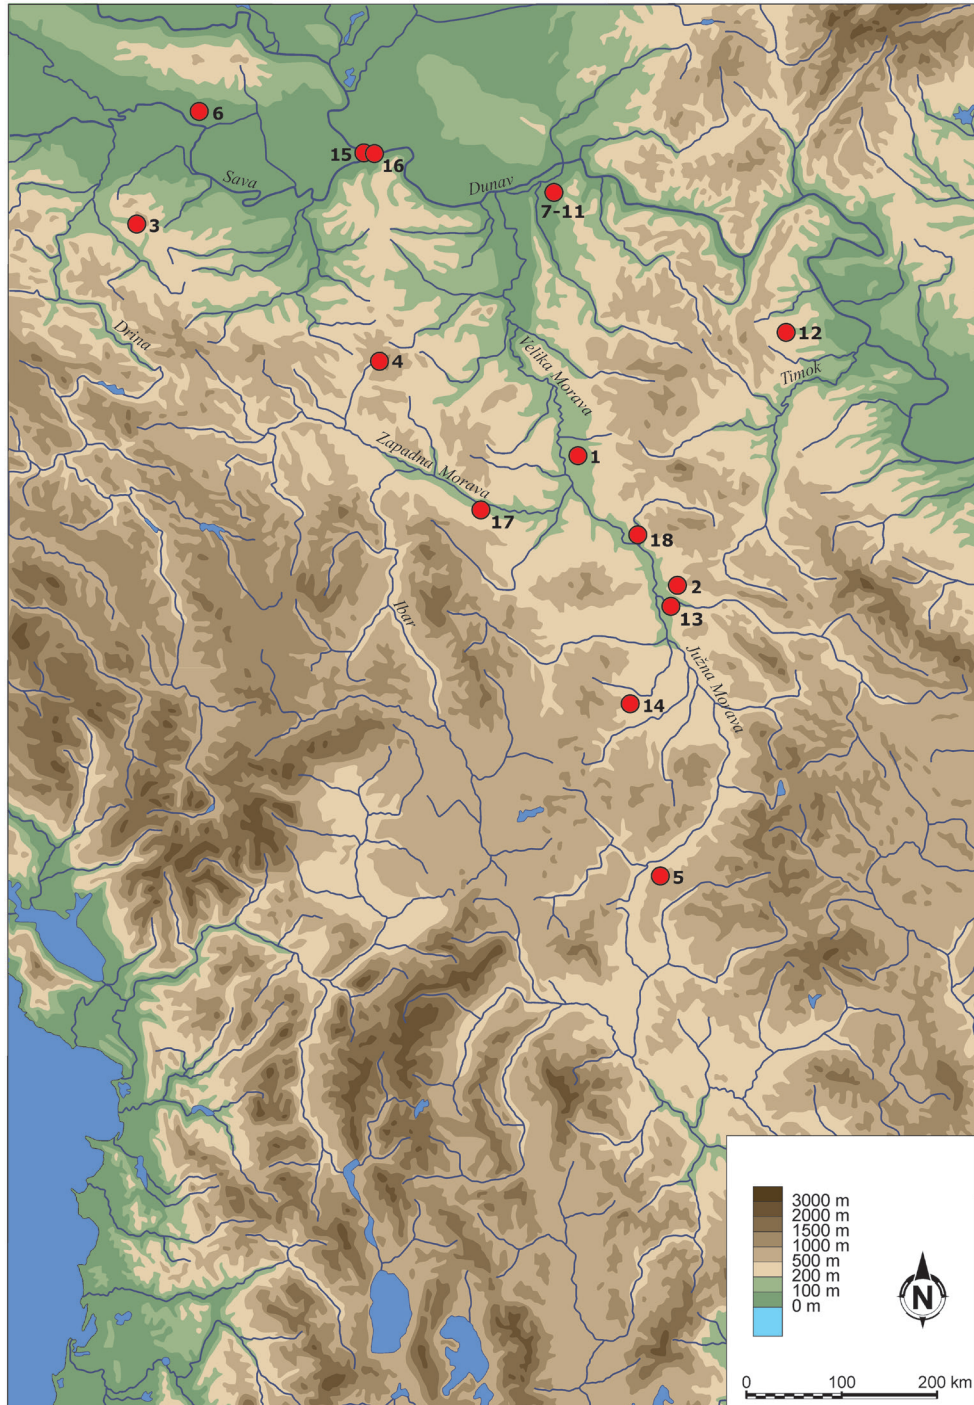 6
15
16
Sava
Dunav
7-11
3
Drina
12
4
Velika Morava
Timok
Zapadna Morava
1
17
18
2
Ibar
13
Južna Morava
14
5
3000 m
2000 m
1500 m
1000 m
500 m
200 m
100 m
0 m
N
0 100 200 km